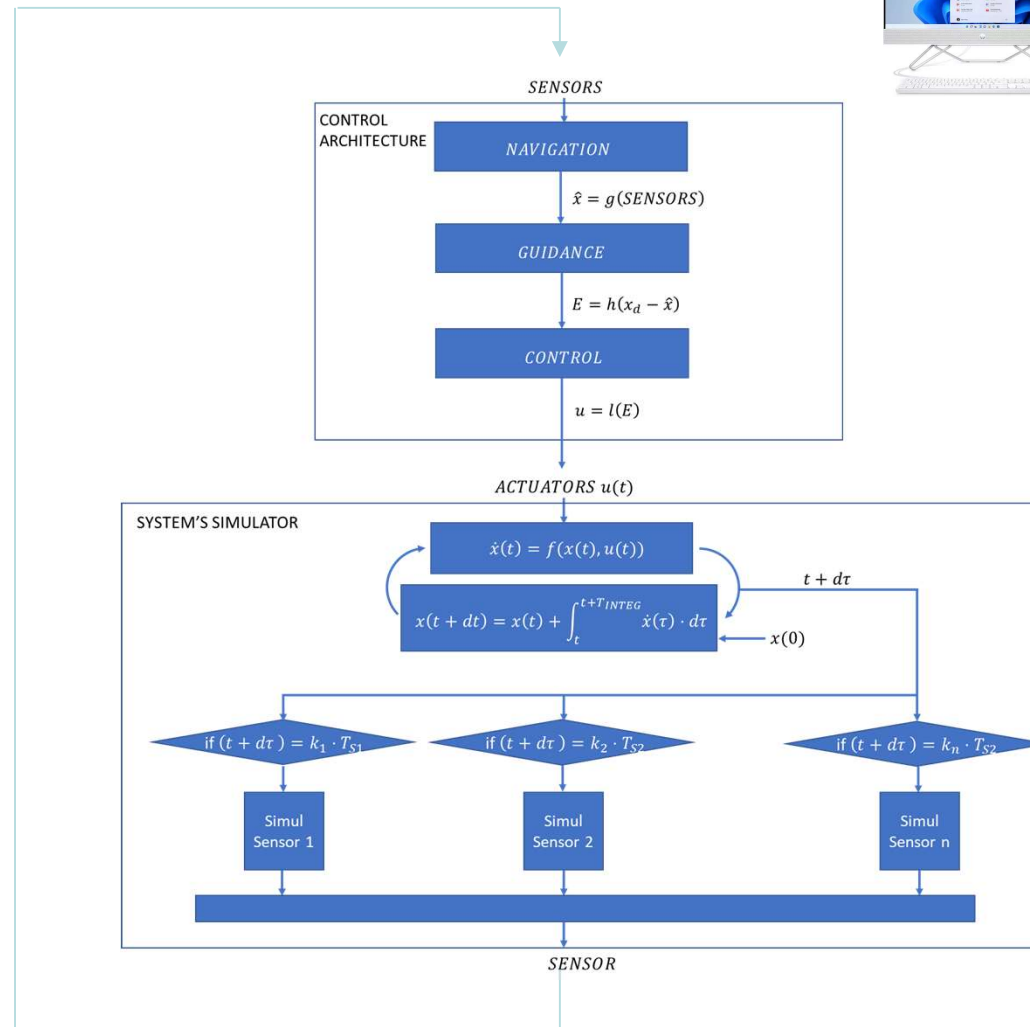 SENSORS
CONTROL
ARCHITECTURE
NAVIGATION
x̂ = g(SENSORS)
GUIDANCE
E = h(x_d − x̂)
CONTROL
u = l(E)
ACTUATORS u(t)
SYSTEM'S SIMULATOR
ẋ(t) = f(x(t), u(t))
t + dτ
x(t + dt) = x(t) + ∫_t^{t+T_INTEG} ẋ(τ) · dτ
x(0)
if (t + dτ ) = k_1 · T_S1
if (t + dτ ) = k_2 · T_S2
if (t + dτ ) = k_n · T_S2
Simul
Sensor 1
Simul
Sensor 2
Simul
Sensor n
SENSOR